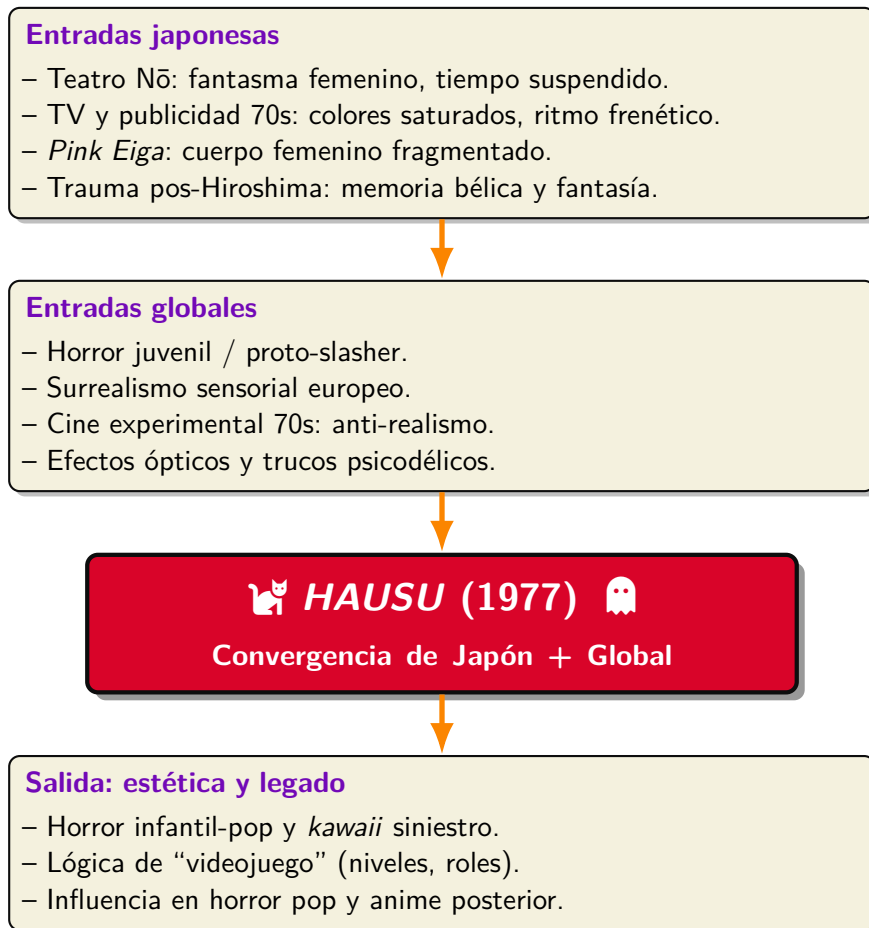 Entradas japonesas
– Teatro Nō: fantasma femenino, tiempo suspendido.
– TV y publicidad 70s: colores saturados, ritmo frenético.
– Pink Eiga: cuerpo femenino fragmentado.
– Trauma pos-Hiroshima: memoria bélica y fantasía.
Entradas globales
– Horror juvenil / proto-slasher.
– Surrealismo sensorial europeo.
– Cine experimental 70s: anti-realismo.
– Efectos ópticos y trucos psicodélicos.
HAUSU (1977)
Convergencia de Japón + Global
Salida: estética y legado
– Horror infantil-pop y kawaii siniestro.
– Lógica de “videojuego” (niveles, roles).
– Influencia en horror pop y anime posterior.